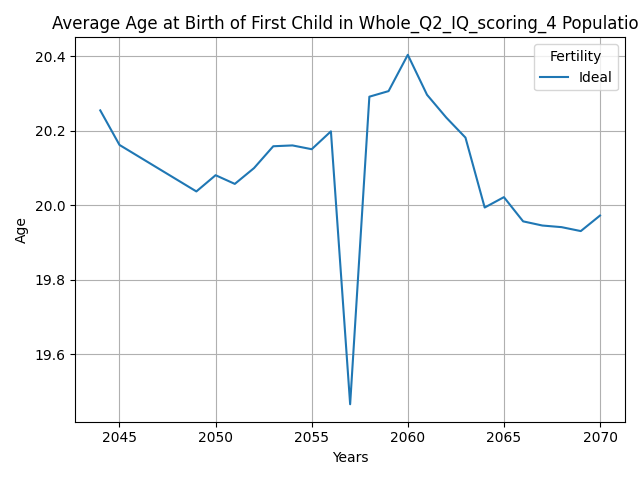 Average Age at Birth of First Child in Whole_Q2_IQ_scoring_4 Populatio
Fertility
Ideal
20.4
20.2
20.0
19.8
19.6
Age
2045 2050 2055 2060 2065 2070
Years